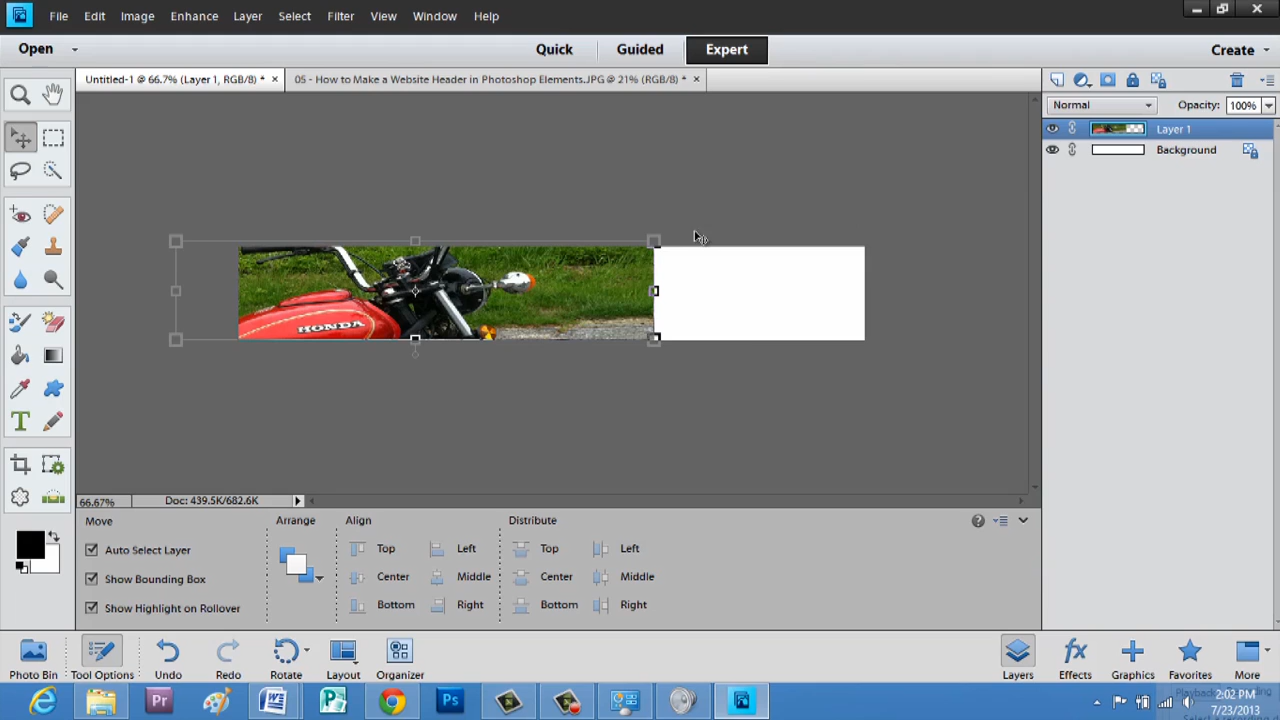 File Edit Image Enhance Layer Select Filter View Window Help
Open Quick Guided Expert Create
Untitled-1 @ 66.7% (Layer 1, RGB/8) * × 05 - How to Make a Website Header in Photoshop Elements.JPG @ 21% (RGB/8) * ×
Normal Opacity: 100%
Layer 1
Background
HONDA
T
66.67% Doc: 439.5K/682.6K
Move Arrange Align Distribute
Auto Select Layer Top Left Top Left
Show Bounding Box Center Middle Center Middle
Show Highlight on Rollover Bottom Right Bottom Right
fx
Photo Bin Tool Options Undo Redo Rotate Layout Organizer Layers Effects Graphics Favorites More
Pr W P Ps
2:02 PM
7/23/2013